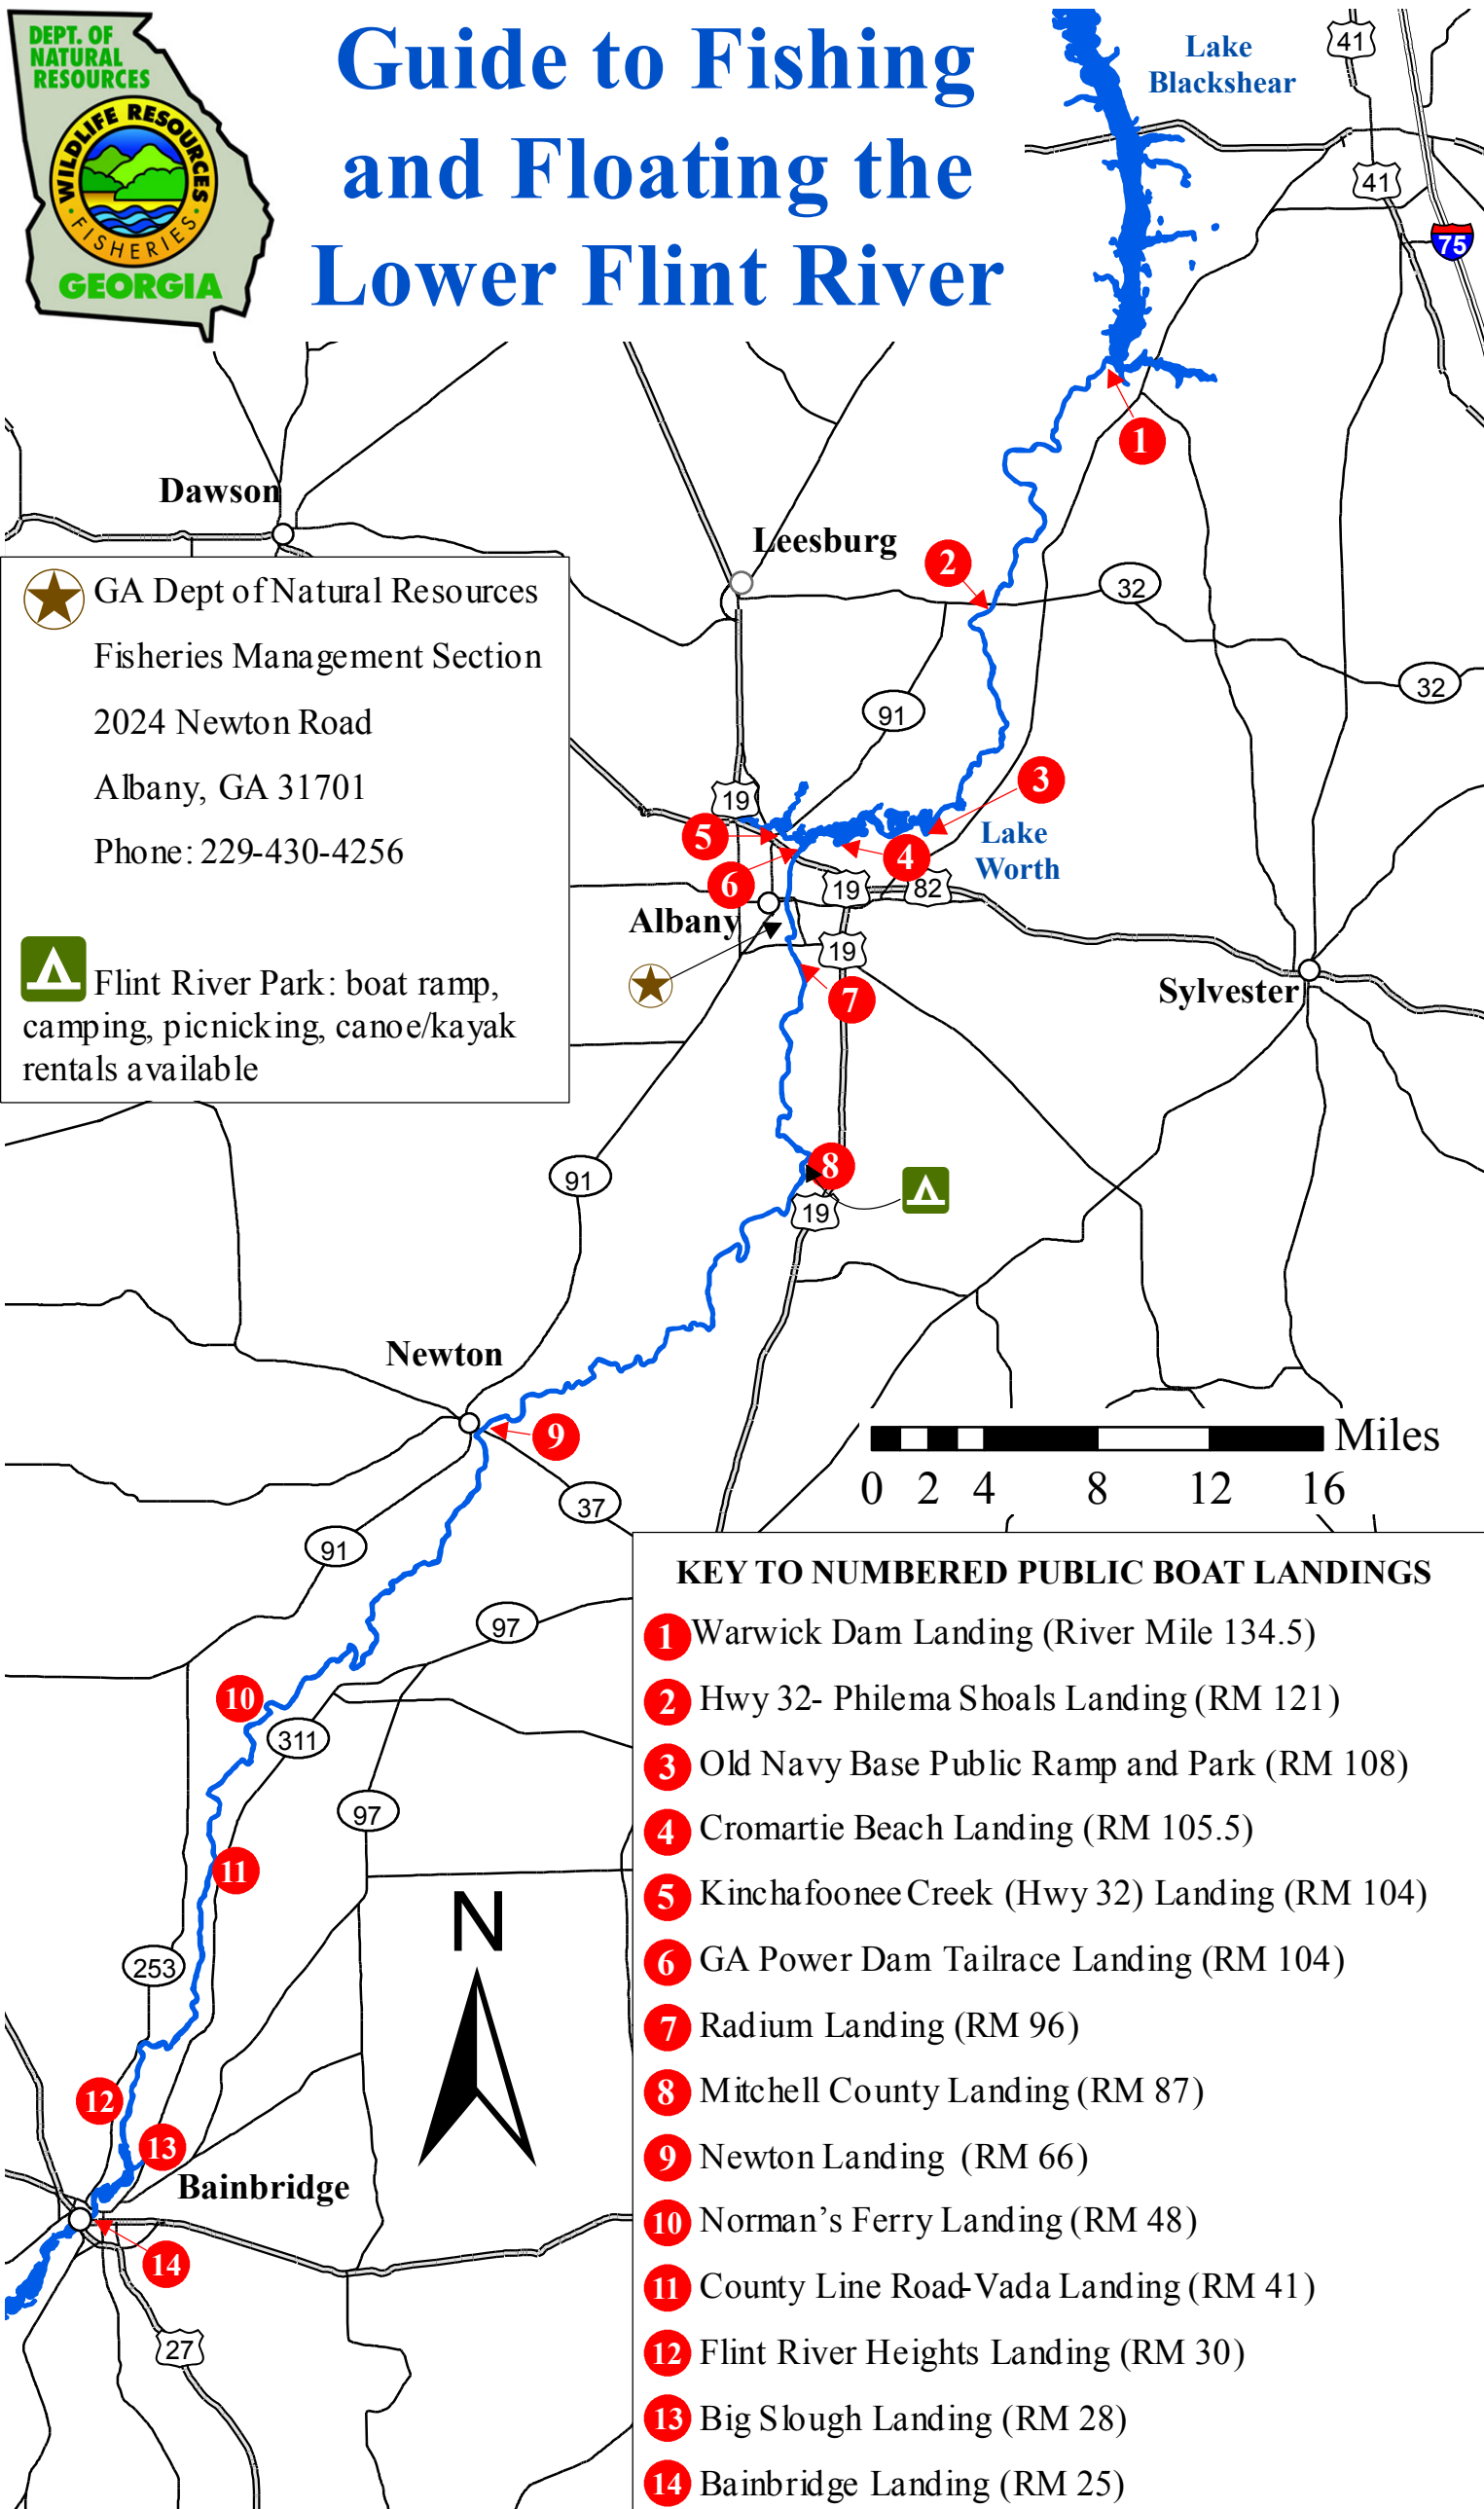 DEPT. OF
NATURAL
RESOURCES
WILDLIFE RESOURCES
FISHERIES
GEORGIA
Guide to Fishing
and Floating the
Lower Flint River
Lake
Blackshear
41
41
75
1
Dawson
Leesburg
2
32
32
91
GA Dept of Natural Resources
Fisheries Management Section
2024 Newton Road
Albany, GA 31701
Phone: 229-430-4256
Flint River Park: boat ramp,
camping, picnicking, canoe/kayak
rentals available
3
19
5
Lake
Worth
4
6
19
82
Albany
19
7
Sylvester
8
91
19
Newton
9
Miles
0 2 4 8 12 16
37
91
97
10
311
97
11
253
N
12
13
Bainbridge
14
27
KEY TO NUMBERED PUBLIC BOAT LANDINGS
1 Warwick Dam Landing (River Mile 134.5)
2 Hwy 32- Philema Shoals Landing (RM 121)
3 Old Navy Base Public Ramp and Park (RM 108)
4 Cromartie Beach Landing (RM 105.5)
5 Kinchafoonee Creek (Hwy 32) Landing (RM 104)
6 GA Power Dam Tailrace Landing (RM 104)
7 Radium Landing (RM 96)
8 Mitchell County Landing (RM 87)
9 Newton Landing (RM 66)
10 Norman’s Ferry Landing (RM 48)
11 County Line Road-Vada Landing (RM 41)
12 Flint River Heights Landing (RM 30)
13 Big Slough Landing (RM 28)
14 Bainbridge Landing (RM 25)